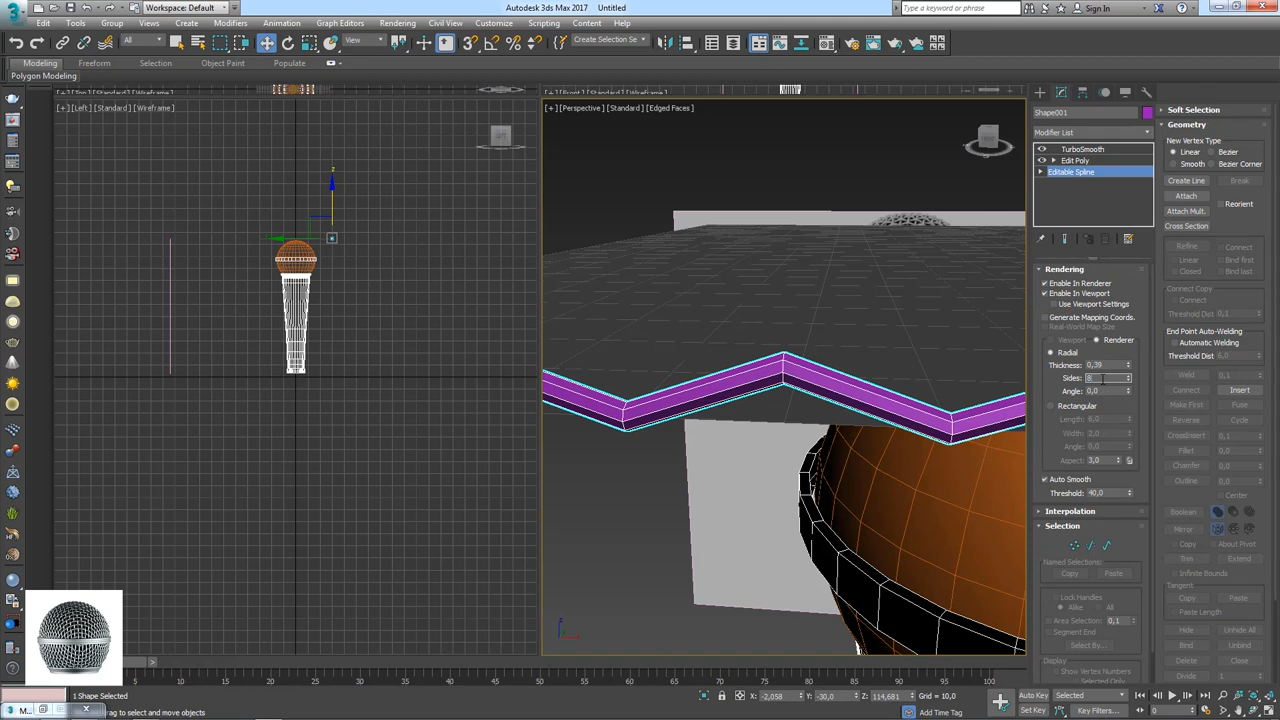 Workspace: Default
Autodesk 3ds Max 2017 Untitled
Type a keyword or phrase
Sign In
Edit Tools Group Views Create Modifiers Animation Graph Editors Rendering Civil View Customize Scripting Content Help
All
View
Create Selection Se
Modeling Freeform Selection Object Paint Populate
Polygon Modeling
[+] [Left] [Standard] [Wireframe]
[+] [Perspective] [Standard] [Edged Faces]
Shape001
Modifier List
TurboSmooth
Edit Poly
Editable Spline
Rendering
Enable In Renderer
Enable In Viewport
Use Viewport Settings
Generate Mapping Coords.
Real-World Map Size
Viewport Renderer
Radial
Thickness: 0,39
Sides: 8
Angle: 0,0
Rectangular
Length: 6,0
Width: 2,0
Angle: 0,0
Aspect: 3,0
Auto Smooth
Threshold: 40,0
Interpolation
Selection
Named Selections:
Copy Paste
Lock Handles
Alike All
Area Selection: 0,1
Segment End
Select By...
Display
Show Vertex Numbers
Soft Selection
Geometry
New Vertex Type
Linear Bezier
Smooth Bezier Corner
Create Line Break
Attach
Reorient
Attach Mult.
Cross Section
Refine Connect
Linear Bind first
Closed Bind last
Connect Copy
Connect
Threshold Dist 0,1
End Point Auto-Welding
Automatic Welding
Threshold Dist 6,0
Weld 0,1
Connect Insert
Make First Fuse
Reverse Cycle
CrossInsert 0,1
Fillet 0,0
Chamfer 0,0
Outline 0,0
Center
Boolean
Mirror
Copy About Pivot
Trim Extend
Infinite Bounds
Tangent
Copy Paste
Paste Length
Hide Unhide All
Bind Unbind
Delete Close
Divide 1
10 15 20 25 30 35 40 45 50 55 60 65 70 75 80 85 90 95 100
1 Shape Selected
drag to select and move objects
X: -2,058 Y: -30,0 Z: 114,681 Grid = 10,0
Add Time Tag
Auto Key Selected
Set Key Key Filters...
0